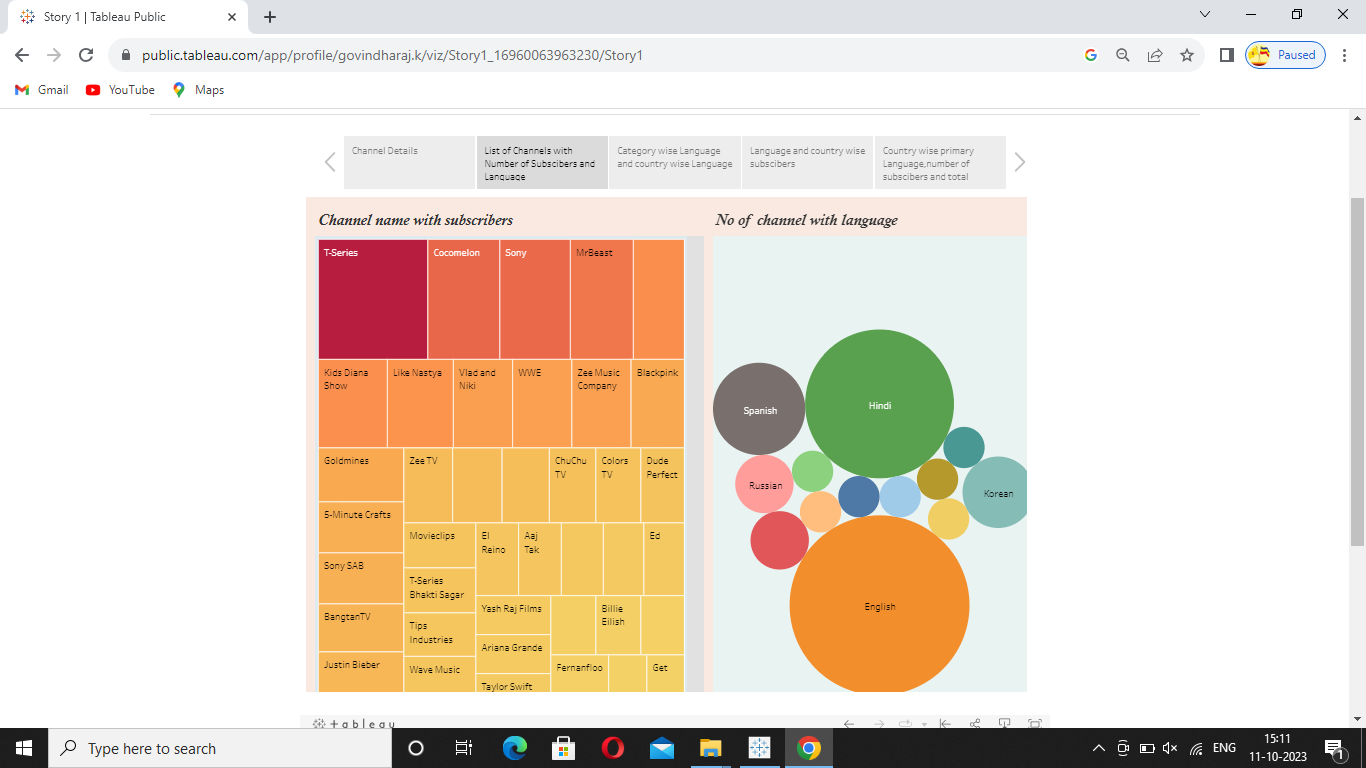 Story 1 | Tableau Public
public.tableau.com/app/profile/govindharaj.k/viz/Story1_16960063963230/Story1
Paused
Gmail
YouTube
Maps
Channel Details
List of Channels with
Number of Subscibers and
Language
Category wise Language
and country wise Language
Language and country wise
subscibers
Country wise primary
Language,number of
subscibers and total
Channel name with subscribers
No of channel with language
T-Series
Cocomelon
Sony
MrBeast
Kids Diana
Show
Like Nastya
Vlad and
Niki
WWE
Zee Music
Company
Blackpink
Goldmines
5-Minute Crafts
Sony SAB
BangtanTV
Justin Bieber
Zee TV
ChuChu
TV
Colors
TV
Dude
Perfect
Movieclips
T-Series
Bhakti Sagar
Tips
Industries
Wave Music
El
Reino
Aaj
Tak
Ed
Yash Raj Films
Ariana Grande
Taylor Swift
Billie
Eilish
Fernanfloo
Get
Spanish
Hindi
Russian
Korean
English
+ a b l e a u
Type here to search
ENG
15:11
11-10-2023
1